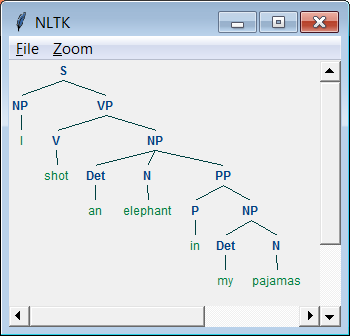 NLTK
File Zoom
S
NP VP
I V NP
shot Det N PP
an elephant P NP
in Det N
my pajamas